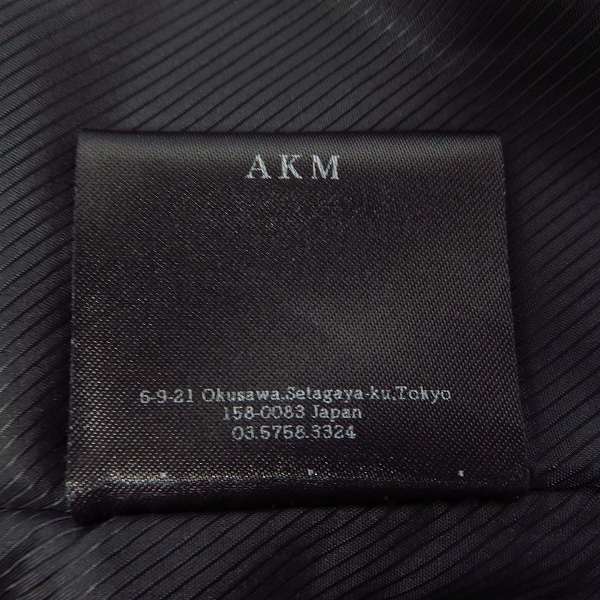 AKM
6-9-21 Okusawa.Setagaya-ku.Tokyo
158-0083 Japan
03.5758.3324